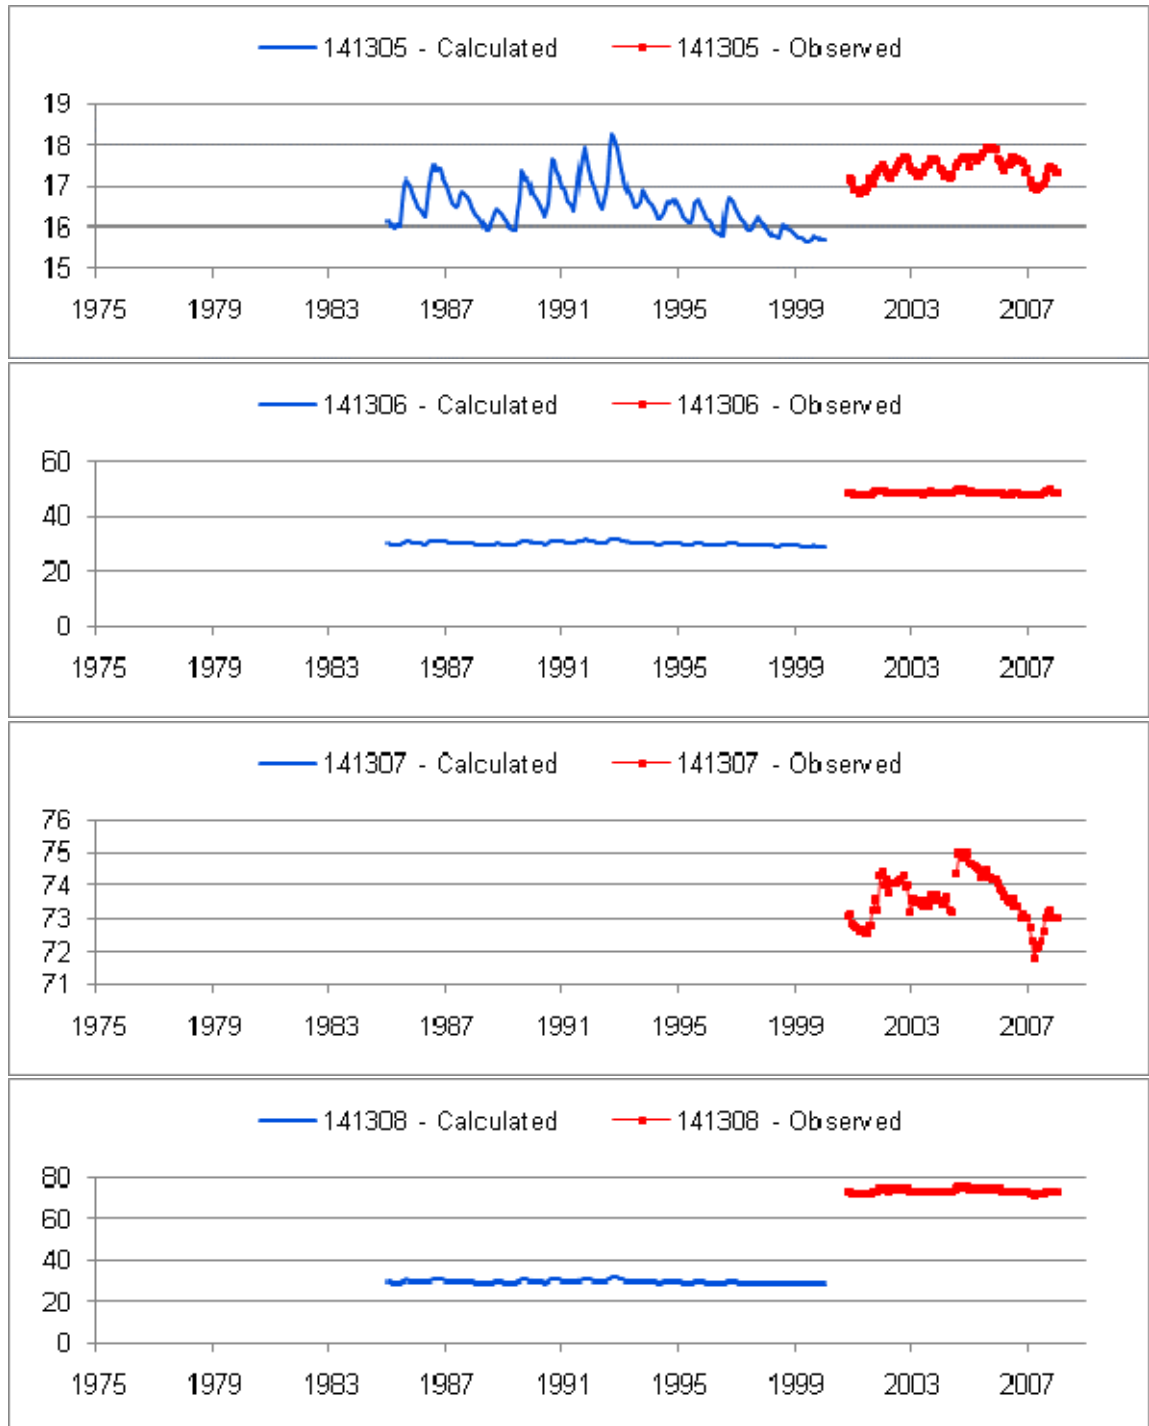 141305 - Calculated 141305 - Observed
19
18
17
16
15
1975 1979 1983 1987 1991 1995 1999 2003 2007
141306 - Calculated 141306 - Observed
60
40
20
0
1975 1979 1983 1987 1991 1995 1999 2003 2007
141307 - Calculated 141307 - Observed
76
75
74
73
72
71
1975 1979 1983 1987 1991 1995 1999 2003 2007
141308 - Calculated 141308 - Observed
80
60
40
20
0
1975 1979 1983 1987 1991 1995 1999 2003 2007